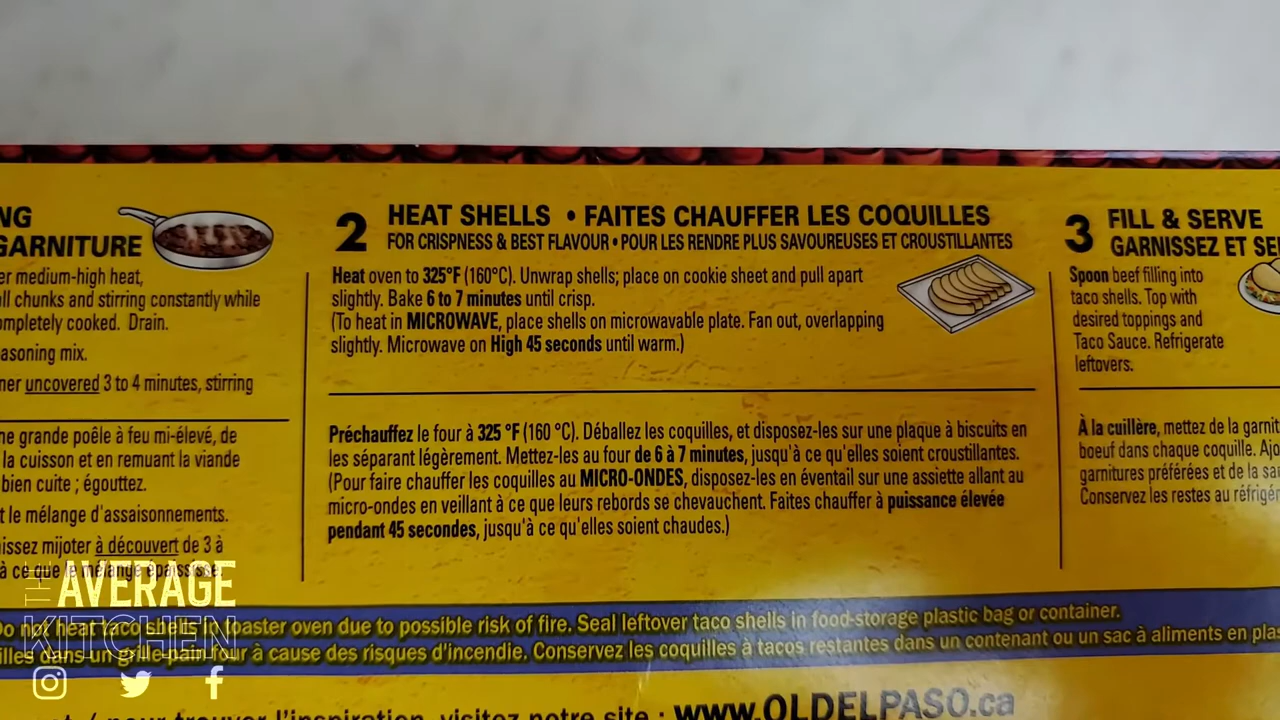 NG
GARNITURE
er medium-high heat,
all chunks and stirring constantly while
ompletely cooked. Drain.
easoning mix.
mer uncovered 3 to 4 minutes, stirring
ne grande poêle à feu mi-élevé, de
la cuisson et en remuant la viande
bien cuite ; égouttez.
t le mélange d'assaisonnements.
issez mijoter à découvert de 3 à
à ce que le mélange épaississe.
2 HEAT SHELLS • FAITES CHAUFFER LES COQUILLES
FOR CRISPNESS & BEST FLAVOUR • POUR LES RENDRE PLUS SAVOUREUSES ET CROUSTILLANTES
Heat oven to 325°F (160°C). Unwrap shells; place on cookie sheet and pull apart
slightly. Bake 6 to 7 minutes until crisp.
(To heat in MICROWAVE, place shells on microwavable plate. Fan out, overlapping
slightly. Microwave on High 45 seconds until warm.)
Préchauffez le four à 325 °F (160 °C). Déballez les coquilles, et disposez-les sur une plaque à biscuits en
les séparant légèrement. Mettez-les au four de 6 à 7 minutes, jusqu'à ce qu'elles soient croustillantes.
(Pour faire chauffer les coquilles au MICRO-ONDES, disposez-les en éventail sur une assiette allant au
micro-ondes en veillant à ce que leurs rebords se chevauchent. Faites chauffer à puissance élevée
pendant 45 secondes, jusqu'à ce qu'elles soient chaudes.)
3 FILL & SERVE
GARNISSEZ ET SE
Spoon beef filling into
taco shells. Top with
desired toppings and
Taco Sauce. Refrigerate
leftovers.
À la cuillère, mettez de la garnit
boeuf dans chaque coquille. Ajo
garnitures préférées et de la sa
Conservez les restes au réfrigér
Do not heat taco shells in toaster oven due to possible risk of fire. Seal leftover taco shells in food-storage plastic bag or container.
illes dans un grille-pain four à cause des risques d'incendie. Conservez les coquilles à tacos restantes dans un contenant ou un sac à aliments en pla
/ pour trouver l'inspiration, visitez notre site : www.OLDELPASO.ca
THE AVERAGE
KITCHEN